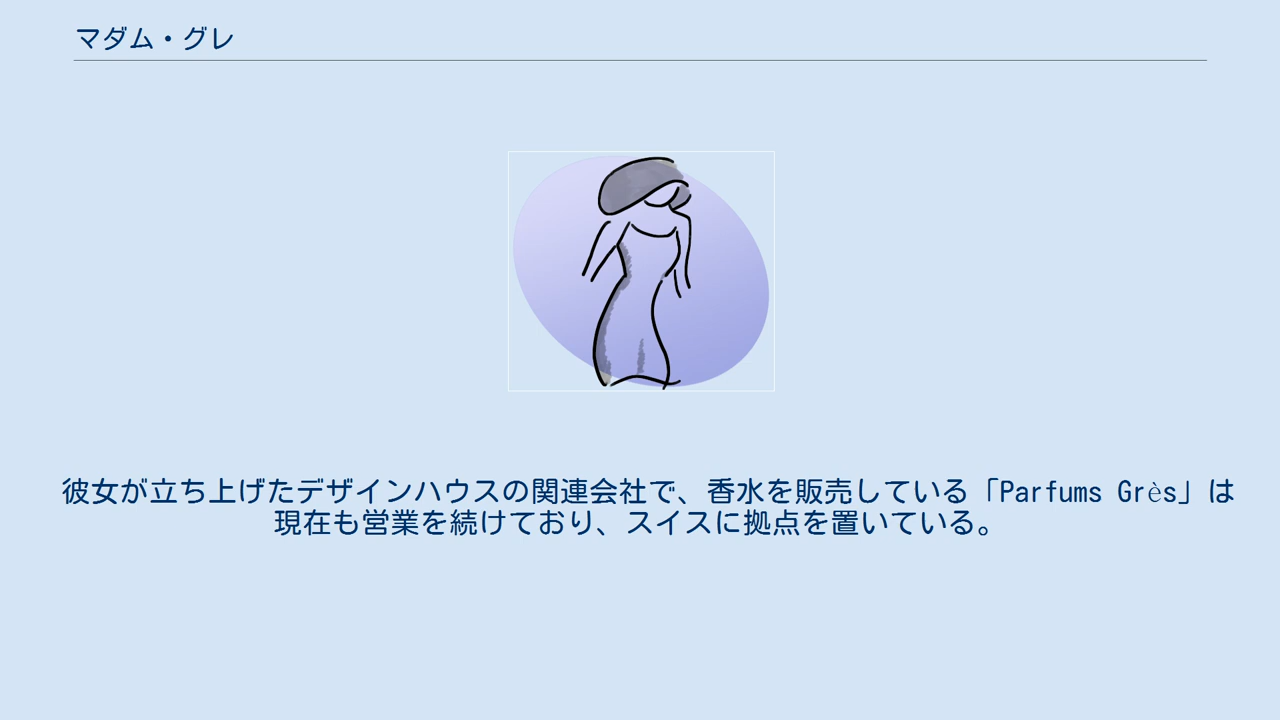 マダム・グレ
彼女が立ち上げたデザインハウスの関連会社で、香水を販売している「Parfums Grès」は
現在も営業を続けており、スイスに拠点を置いている。